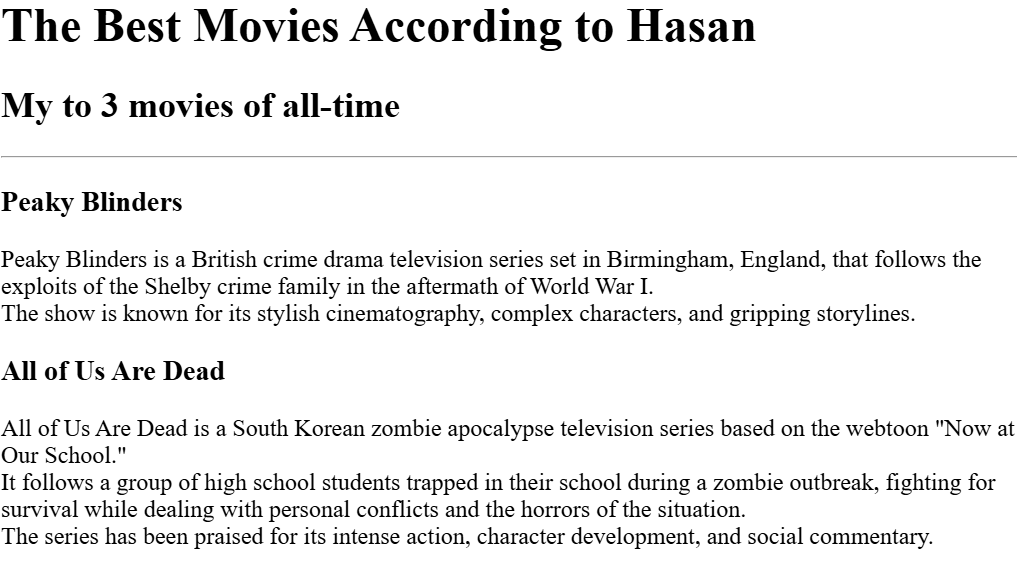 The Best Movies According to Hasan
My to 3 movies of all-time
Peaky Blinders
Peaky Blinders is a British crime drama television series set in Birmingham, England, that follows the
exploits of the Shelby crime family in the aftermath of World War I.
The show is known for its stylish cinematography, complex characters, and gripping storylines.
All of Us Are Dead
All of Us Are Dead is a South Korean zombie apocalypse television series based on the webtoon "Now at
Our School."
It follows a group of high school students trapped in their school during a zombie outbreak, fighting for
survival while dealing with personal conflicts and the horrors of the situation.
The series has been praised for its intense action, character development, and social commentary.